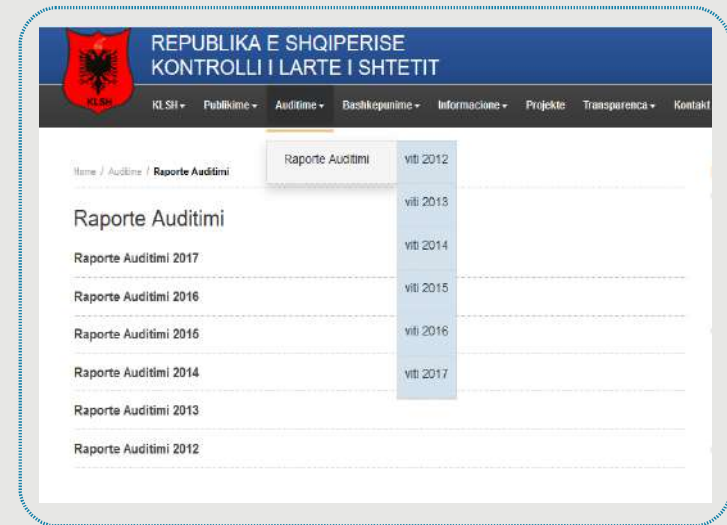 REPUBLIKA E SHQIPERISE
KONTROLLI I LARTE I SHTETIT
KLSH
KLSH Publikime Auditime Bashkepunime Informacione Projekte Transparenca Kontakt
Raporte Auditimi
viti 2012
viti 2013
viti 2014
viti 2015
viti 2016
viti 2017
Home / Auditime / Raporte Auditimi
Raporte Auditimi
Raporte Auditimi 2017
Raporte Auditimi 2016
Raporte Auditimi 2015
Raporte Auditimi 2014
Raporte Auditimi 2013
Raporte Auditimi 2012